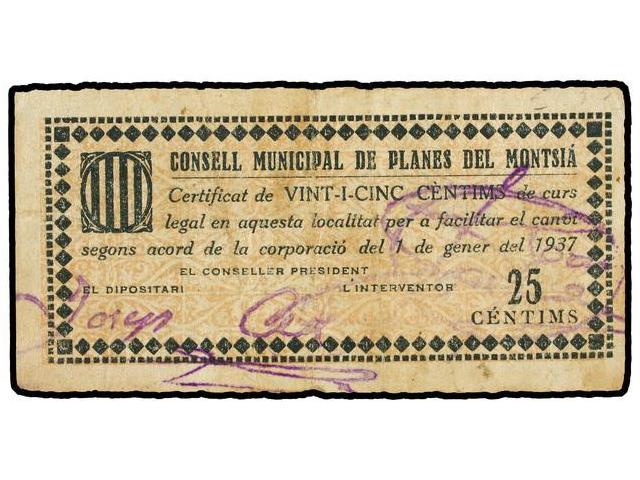 CONSELL MUNICIPAL DE PLANES DEL MONTSIÁ
Certificat de VINT-I-CINC CÈNTIMS de curs
legal en aquesta localitat per a facilitar el canvi
segons acord de la corporació del 1 de gener del 1937
EL CONSELLER PRESIDENT
EL DIPOSITARI L'INTERVENTOR
25
CÉNTIMS
Josep